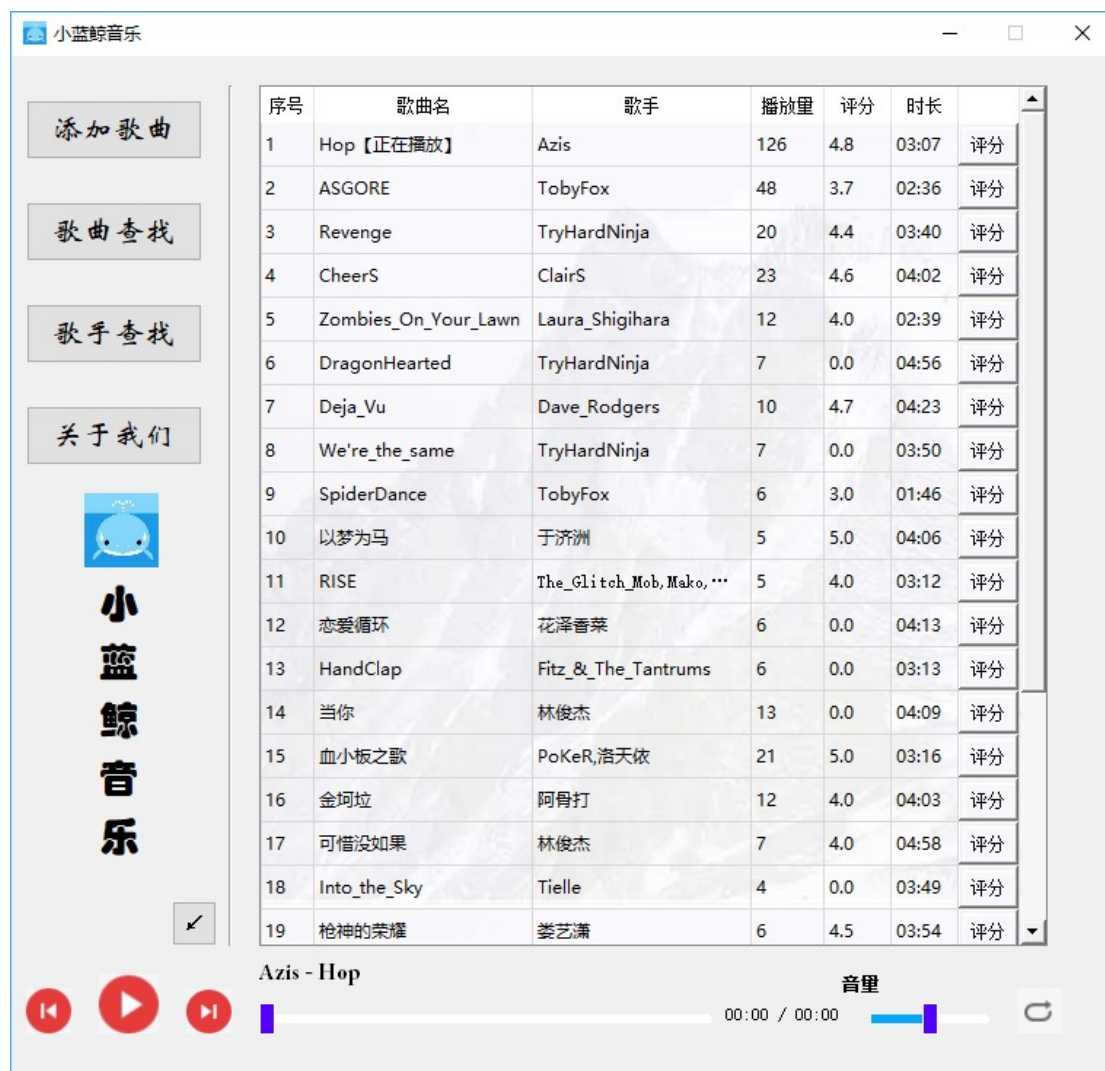 小蓝鲸音乐
添加歌曲
歌曲查找
歌手查找
关于我们
小
蓝
鲸
音
乐
序号 歌曲名 歌手 播放量 评分 时长
1 Hop【正在播放】 Azis 126 4.8 03:07 评分
2 ASGORE TobyFox 48 3.7 02:36 评分
3 Revenge TryHardNinja 20 4.4 03:40 评分
4 CheerS ClairS 23 4.6 04:02 评分
5 Zombies_On_Your_Lawn Laura_Shigihara 12 4.0 02:39 评分
6 DragonHearted TryHardNinja 7 0.0 04:56 评分
7 Deja_Vu Dave_Rodgers 10 4.7 04:23 评分
8 We're_the_same TryHardNinja 7 0.0 03:50 评分
9 SpiderDance TobyFox 6 3.0 01:46 评分
10 以梦为马 于济洲 5 5.0 04:06 评分
11 RISE The_Glitch_Mob,Mako,… 5 4.0 03:12 评分
12 恋爱循环 花泽香菜 6 0.0 04:13 评分
13 HandClap Fitz_&_The_Tantrums 6 0.0 03:13 评分
14 当你 林俊杰 13 0.0 04:09 评分
15 血小板之歌 PoKeR,洛天依 21 5.0 03:16 评分
16 金坷垃 阿骨打 12 4.0 04:03 评分
17 可惜没如果 林俊杰 7 4.0 04:58 评分
18 Into_the_Sky Tielle 4 0.0 03:49 评分
19 枪神的荣耀 娄艺潇 6 4.5 03:54 评分
Azis - Hop
音量
00:00 / 00:00